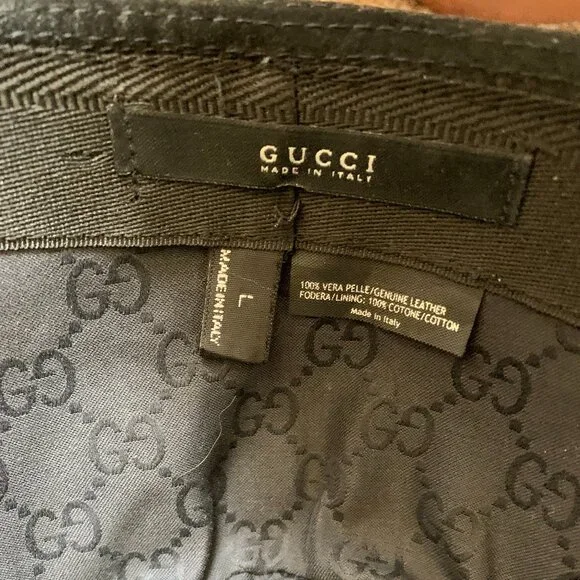 GUCCI
MADE IN ITALY
MADE IN ITALY
L
100% VERA PELLE/GENUINE LEATHER
FODERA/LINING: 100% COTONE/COTTON
Made in Italy